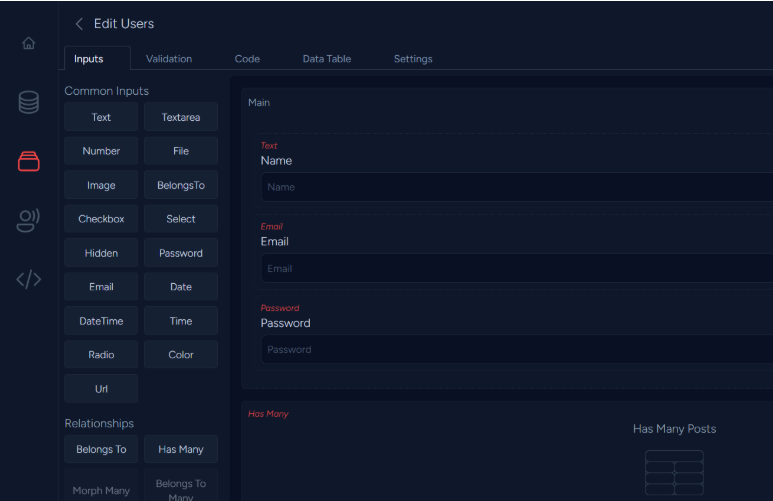 Edit Users
Inputs
Validation
Code
Data Table
Settings
Common Inputs
Text
Textarea
Number
File
Image
BelongsTo
Checkbox
Select
Hidden
Password
Email
Date
DateTime
Time
Radio
Color
Url
Relationships
Belongs To
Has Many
Morph Many
Belongs To
Many
Main
Text
Name
Name
Email
Email
Email
Password
Password
Password
Has Many
Has Many Posts